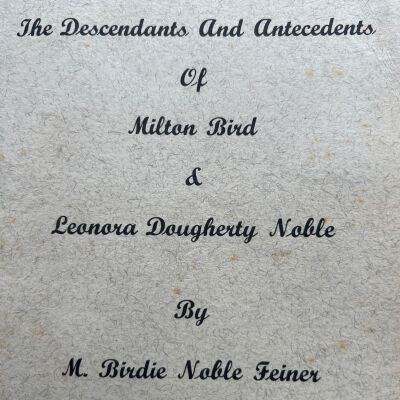 The Descendants And Antecedents
Of
Milton Bird
&
Leonora Dougherty Noble
By
M. Birdie Noble Feiner